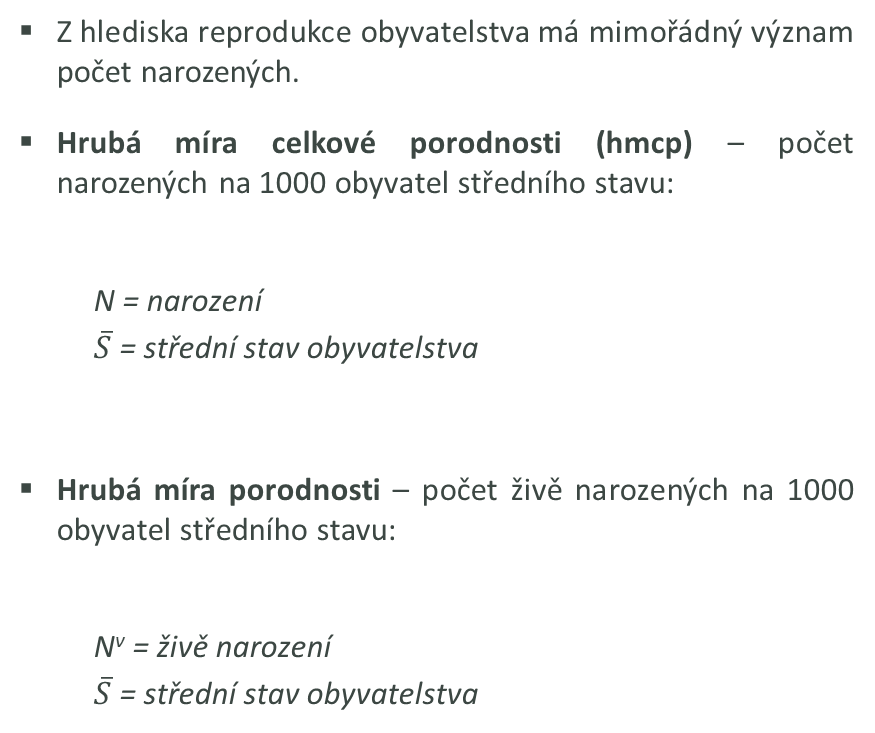 ▪ Z hlediska reprodukce obyvatelstva má mimořádný význam
počet narozených.
▪ Hrubá míra celkové porodnosti (hmcp) – počet
narozených na 1000 obyvatel středního stavu:
N = narození
S̄ = střední stav obyvatelstva
▪ Hrubá míra porodnosti – počet živě narozených na 1000
obyvatel středního stavu:
Nᵛ = živě narození
S̄ = střední stav obyvatelstva